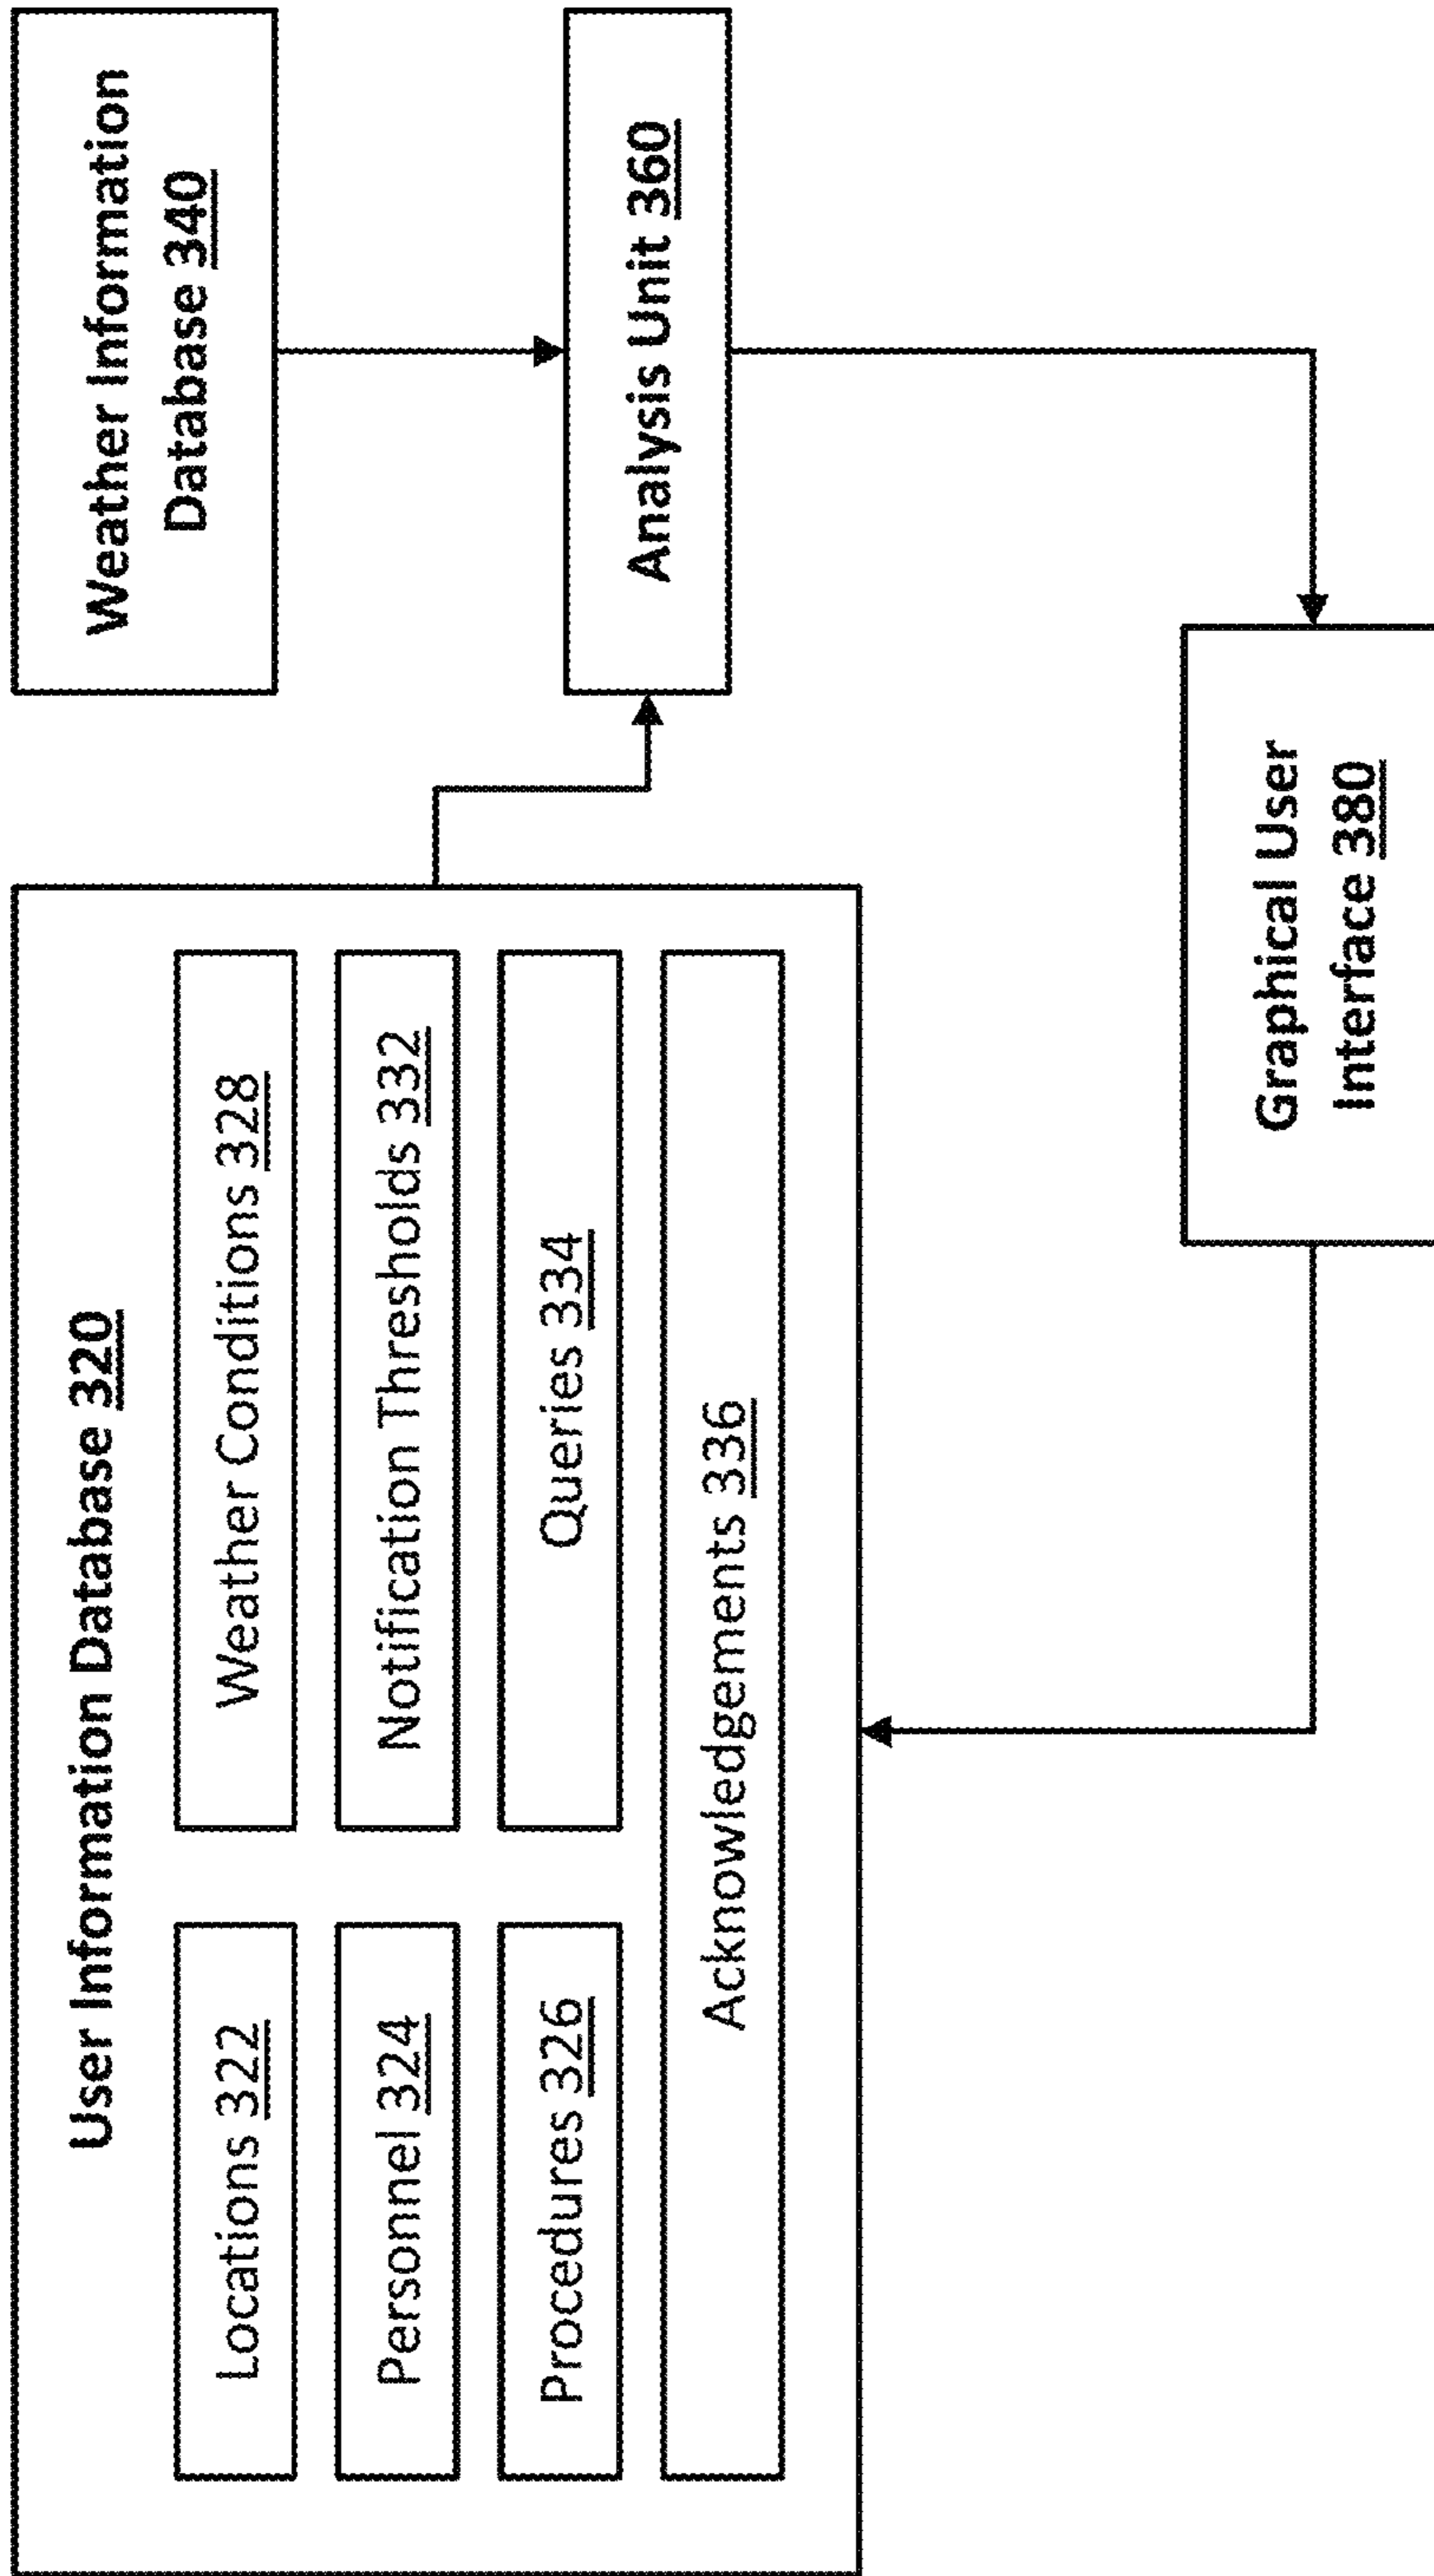 User Information Database 320
Locations 322
Weather Conditions 328
Personnel 324
Notification Thresholds 332
Procedures 326
Queries 334
Acknowledgements 336
Weather Information
Database 340
Analysis Unit 360
Graphical User
Interface 380